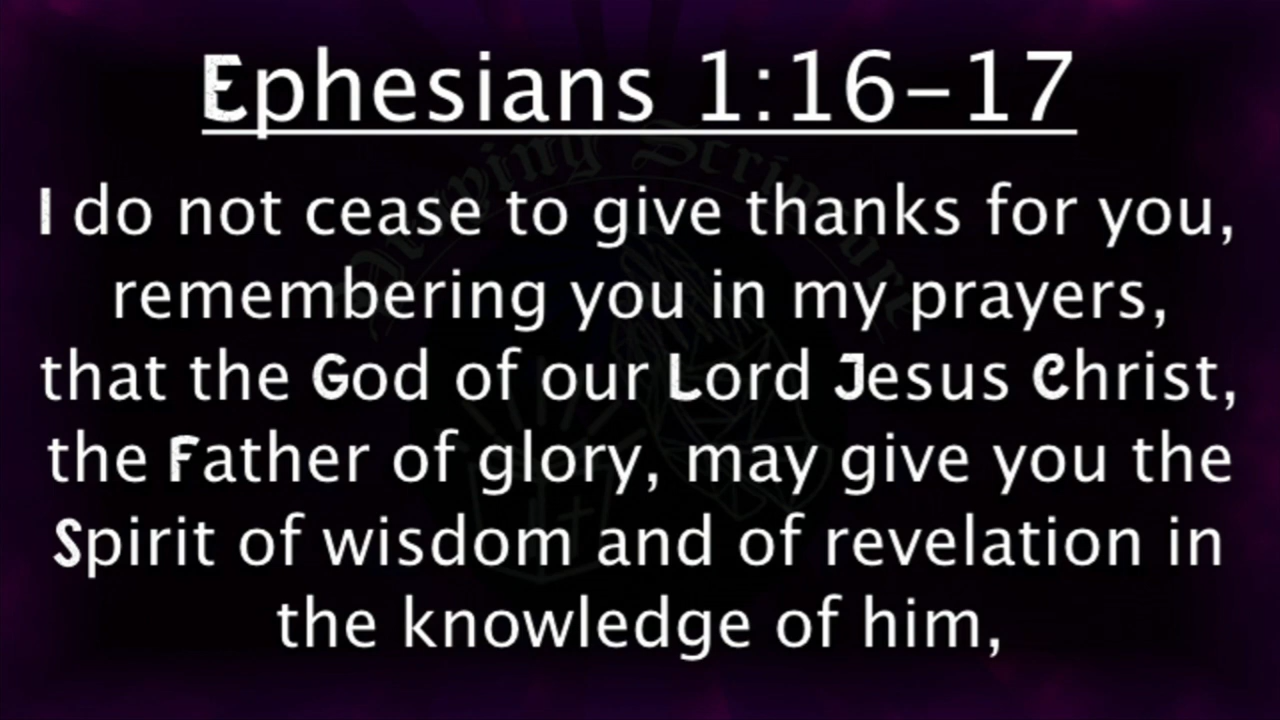 Ephesians 1:16-17
Praying Scripture
I do not cease to give thanks for you,
remembering you in my prayers,
that the God of our Lord Jesus Christ,
the Father of glory, may give you the
Spirit of wisdom and of revelation in
the knowledge of him,